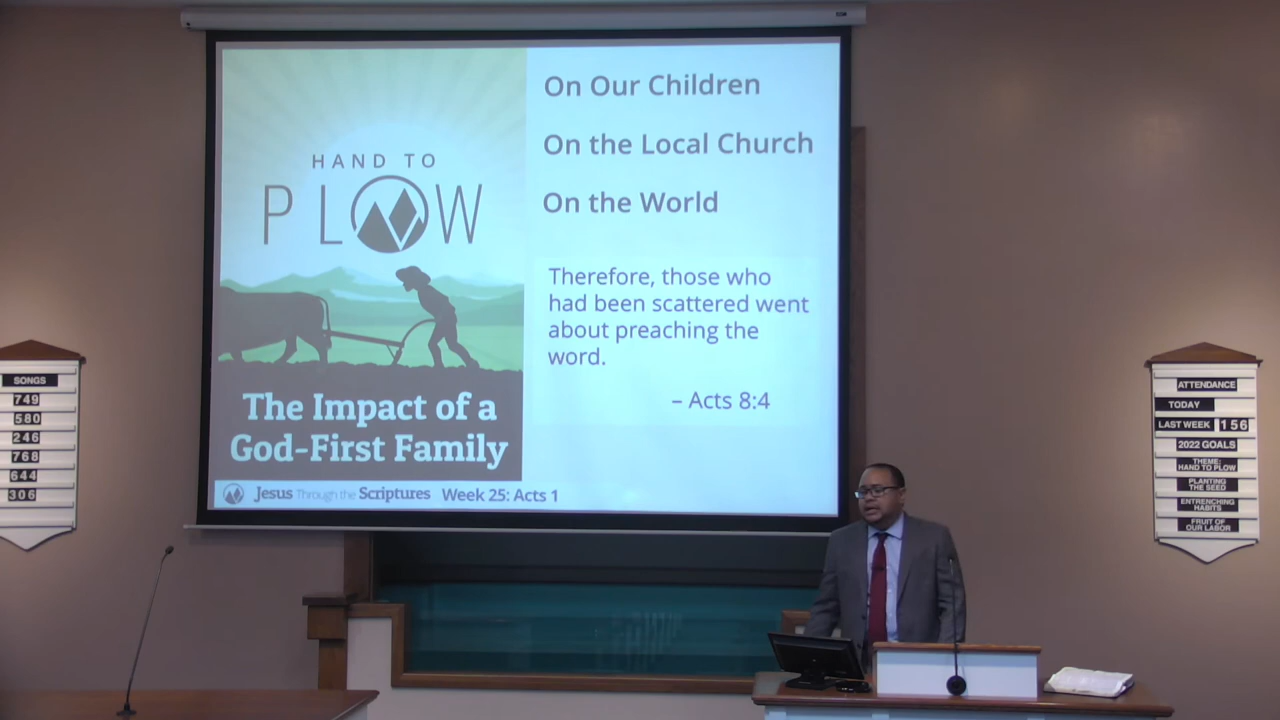 HAND TO
PLOW
The Impact of a
God-First Family
On Our Children
On the Local Church
On the World
Therefore, those who
had been scattered went
about preaching the
word.
– Acts 8:4
Jesus Through the Scriptures Week 25: Acts 1
SONGS
749
580
246
768
644
306
ATTENDANCE
TODAY
LAST WEEK 156
2022 GOALS
THEME:
HAND TO PLOW
PLANTING
THE SEED
ENTRENCHING
HABITS
FRUIT OF
OUR LABOR